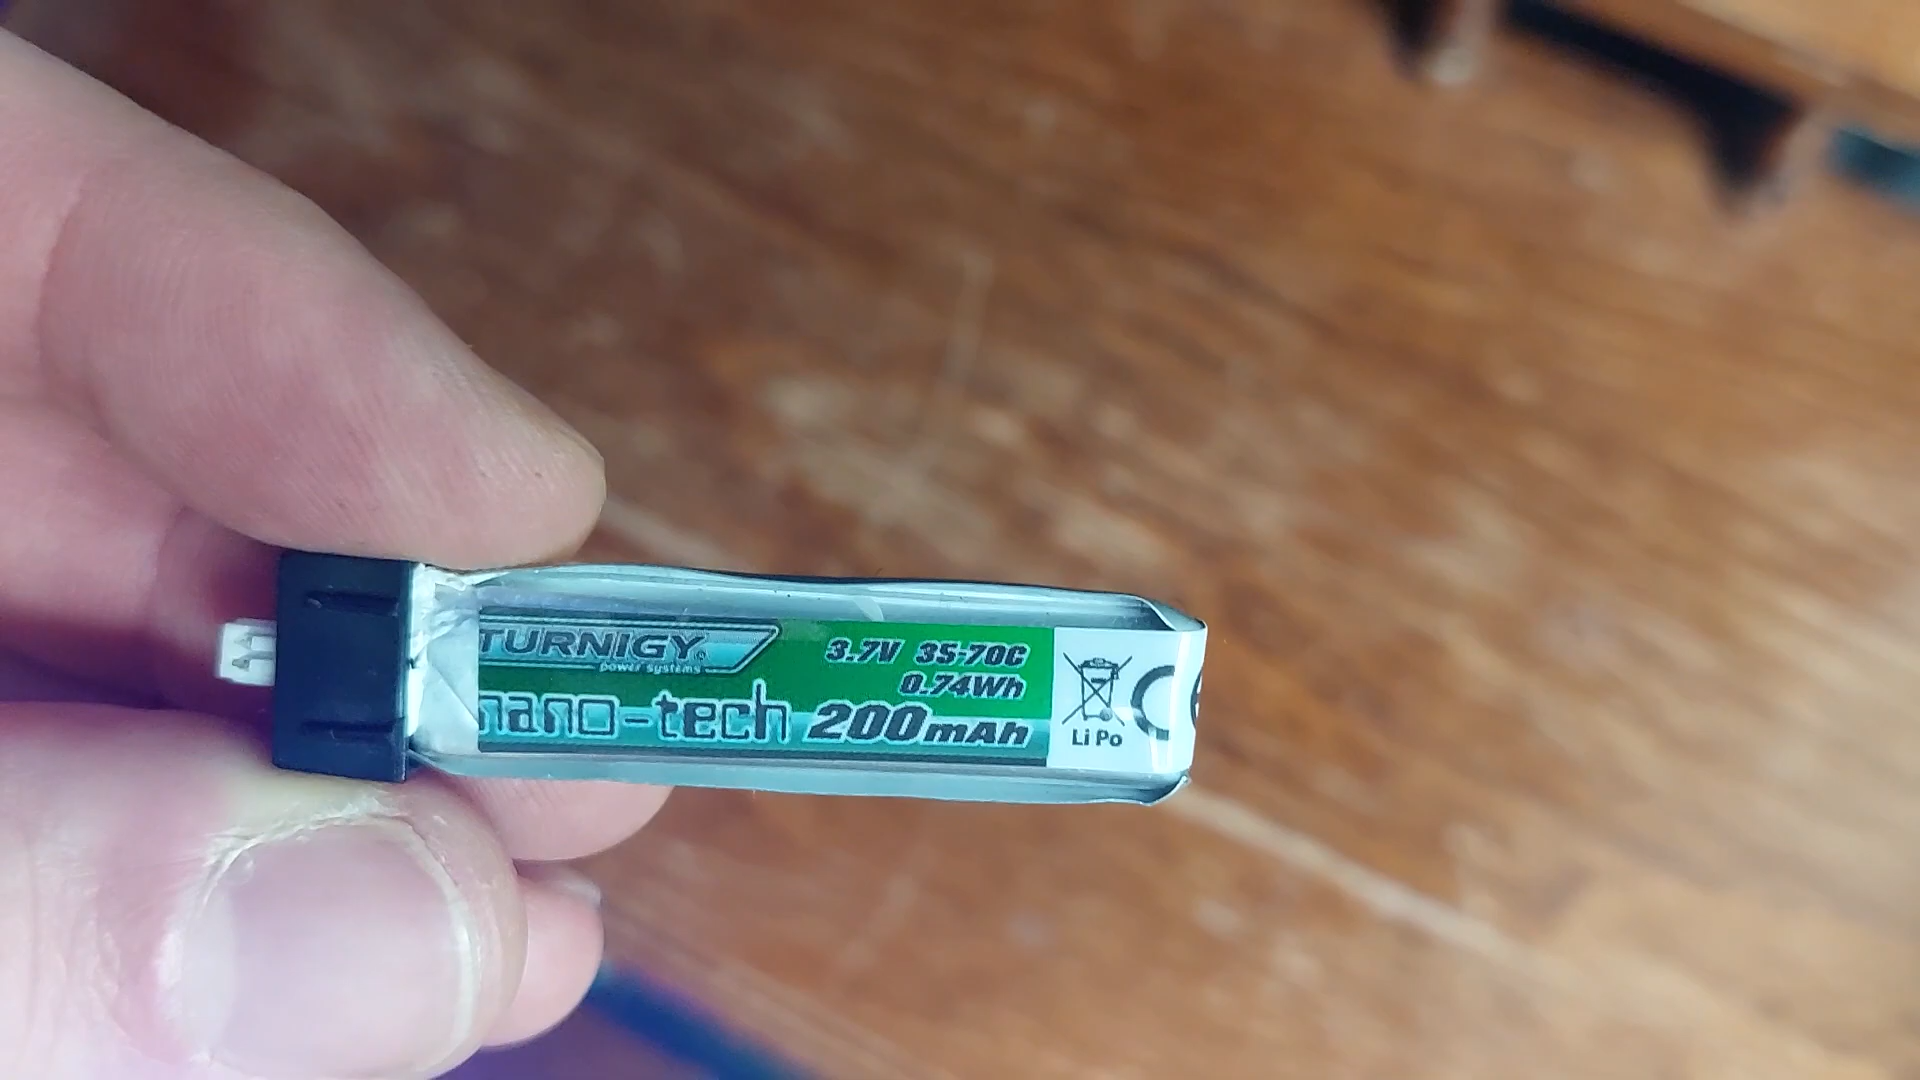 TURNIGY®
power systems
3.7V 35-70C
0.74Wh
nano-tech 200mAh
Li Po